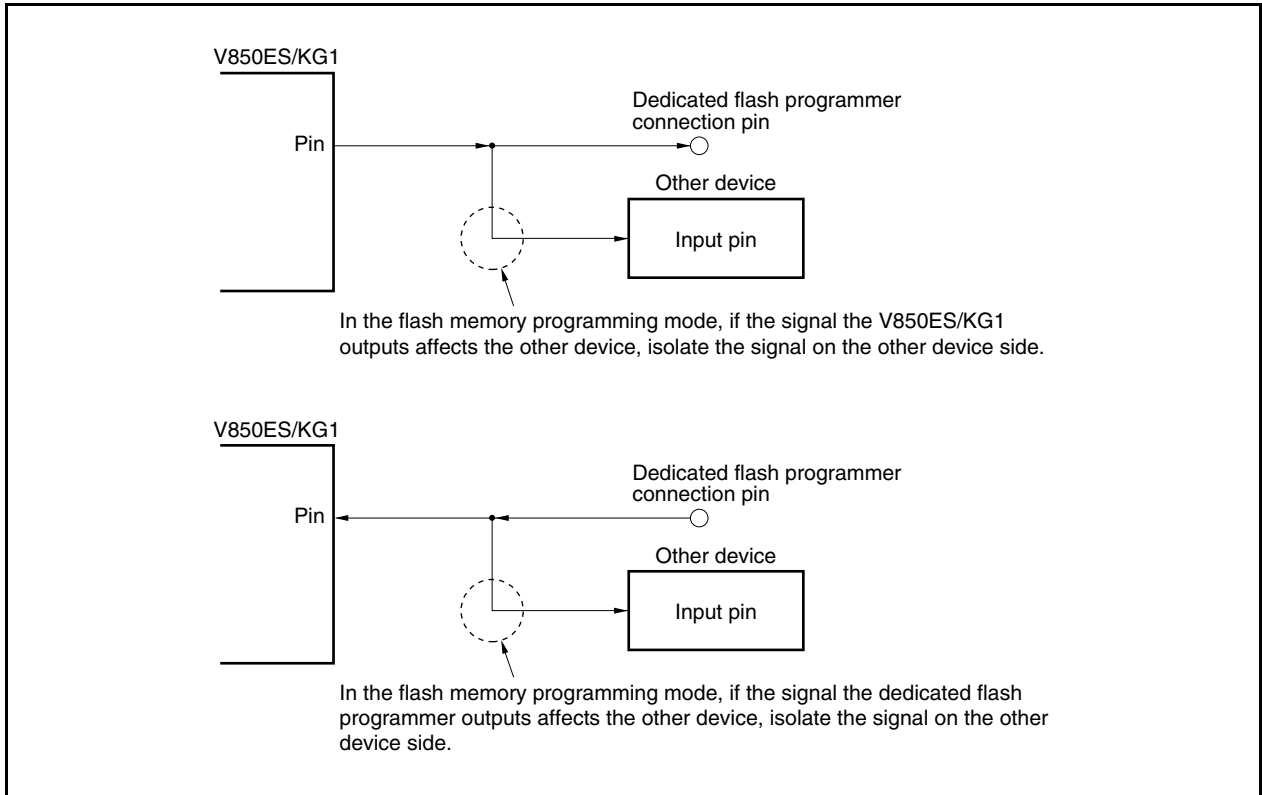 V850ES/KG1
Dedicated flash programmer
connection pin
Pin
Other device
Input pin
In the flash memory programming mode, if the signal the V850ES/KG1
outputs affects the other device, isolate the signal on the other device side.
V850ES/KG1
Dedicated flash programmer
connection pin
Pin
Other device
Input pin
In the flash memory programming mode, if the signal the dedicated flash
programmer outputs affects the other device, isolate the signal on the other
device side.